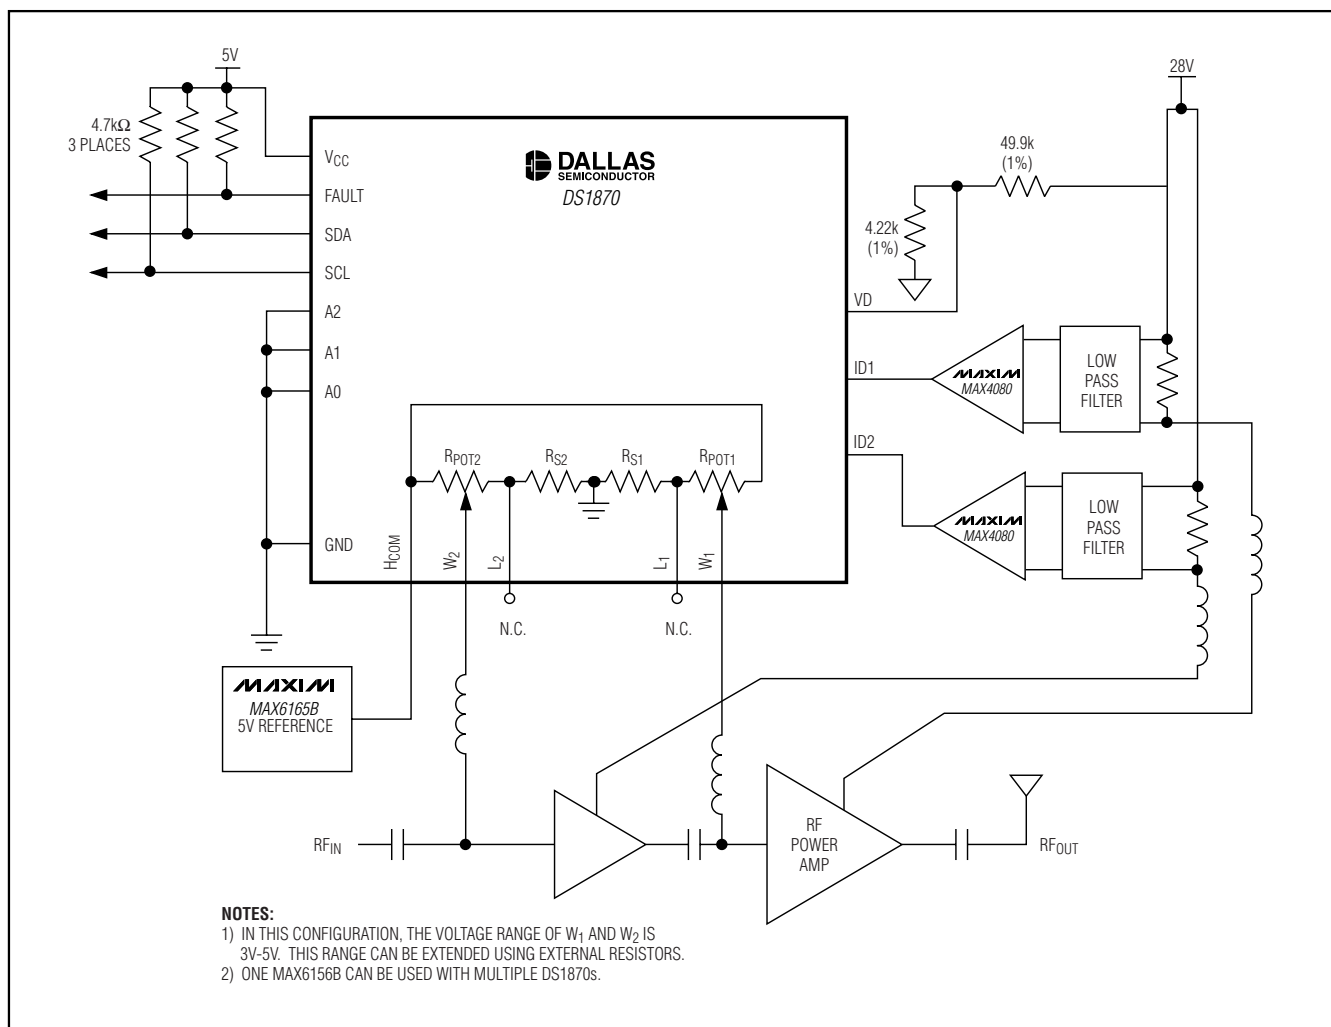 5V
28V
4.7kΩ
3 PLACES
VCC
FAULT
SDA
SCL
A2
A1
A0
GND
DALLAS
SEMICONDUCTOR
DS1870
49.9k
(1%)
4.22k
(1%)
VD
ID1
ID2
MAXIM
MAX4080
LOW
PASS
FILTER
MAXIM
MAX4080
LOW
PASS
FILTER
RPOT2
RS2
RS1
RPOT1
HCOM
W2
L2
L1
W1
N.C.
N.C.
MAXIM
MAX6165B
5V REFERENCE
RFIN
RF
POWER
AMP
RFOUT
NOTES:
1) IN THIS CONFIGURATION, THE VOLTAGE RANGE OF W1 AND W2 IS
3V-5V. THIS RANGE CAN BE EXTENDED USING EXTERNAL RESISTORS.
2) ONE MAX6156B CAN BE USED WITH MULTIPLE DS1870s.